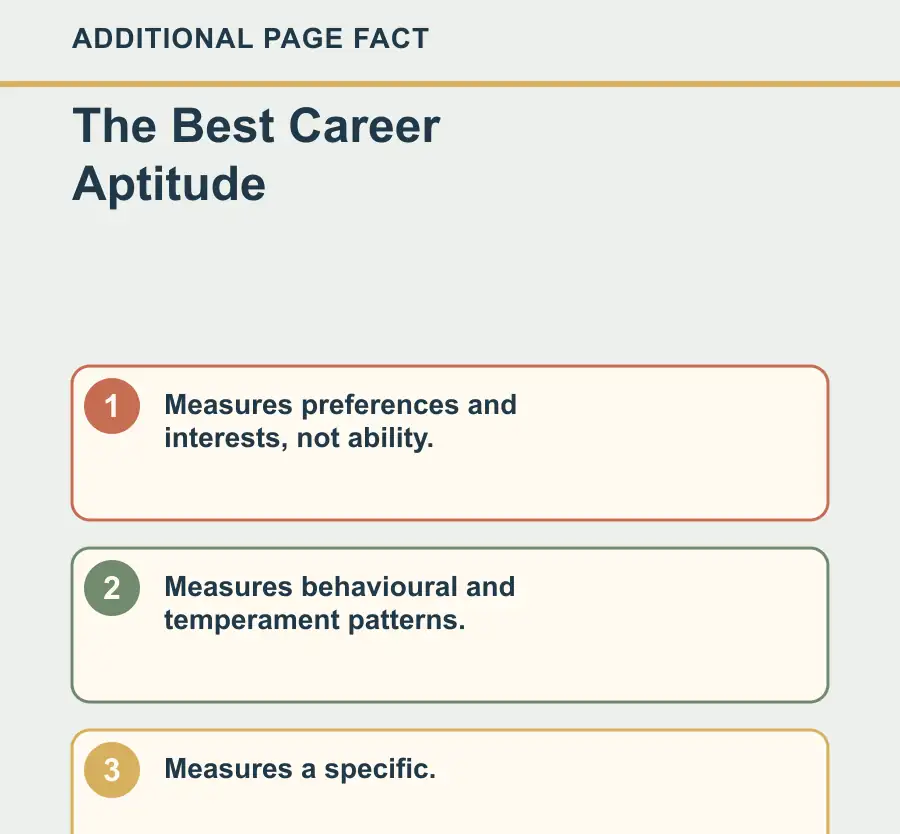 ADDITIONAL PAGE FACT
The Best Career
Aptitude
1
Measures preferences and
interests, not ability.
2
Measures behavioural and
temperament patterns.
3
Measures a specific.